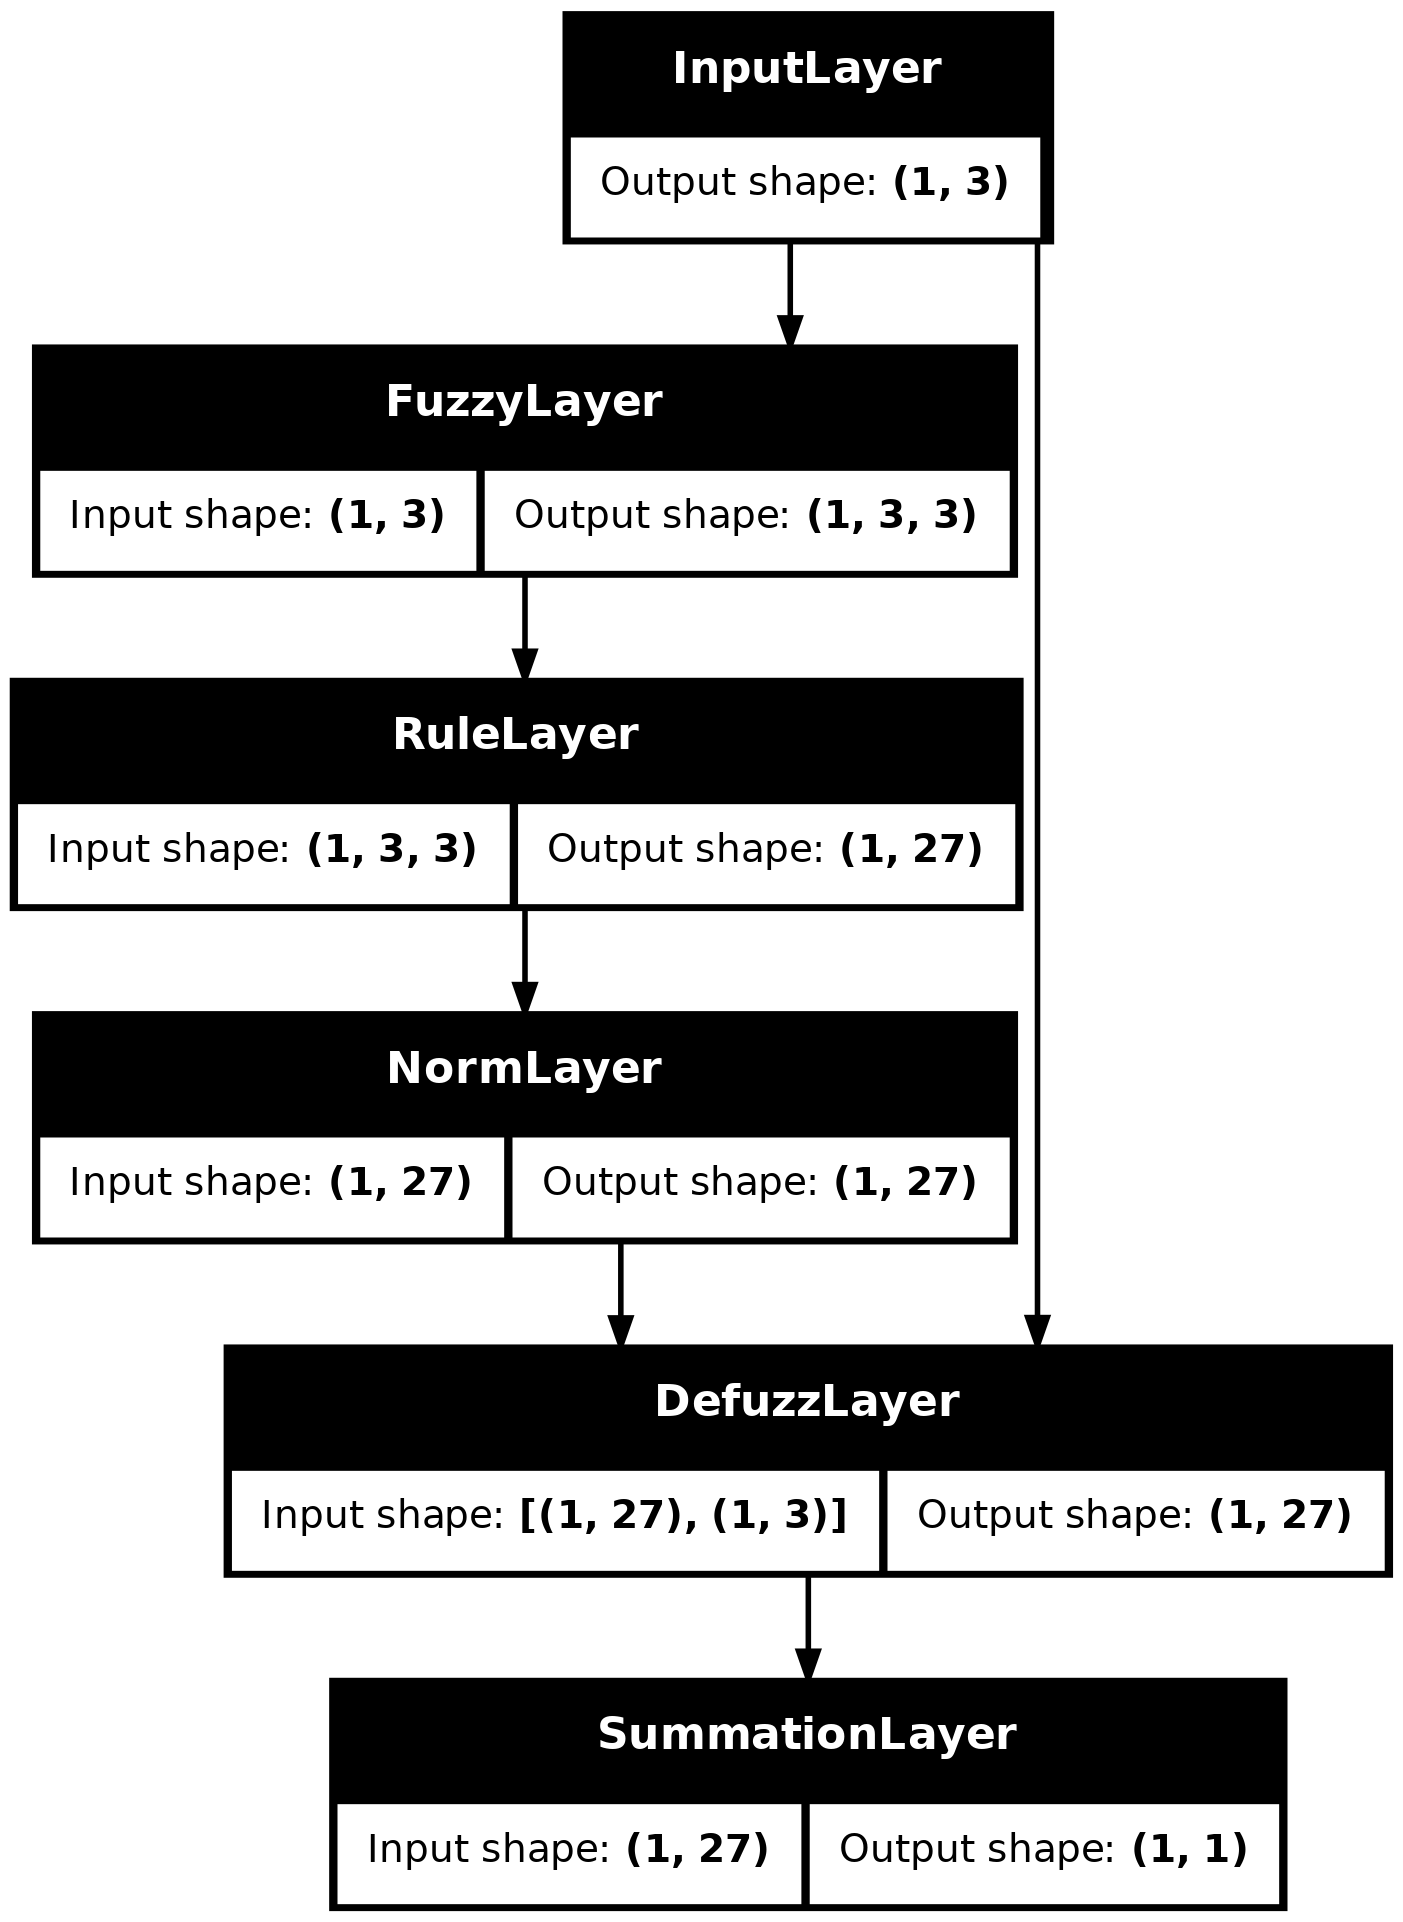 InputLayer
Output shape: (1, 3)
FuzzyLayer
Input shape: (1, 3) Output shape: (1, 3, 3)
RuleLayer
Input shape: (1, 3, 3) Output shape: (1, 27)
NormLayer
Input shape: (1, 27) Output shape: (1, 27)
DefuzzLayer
Input shape: [(1, 27), (1, 3)] Output shape: (1, 27)
SummationLayer
Input shape: (1, 27) Output shape: (1, 1)